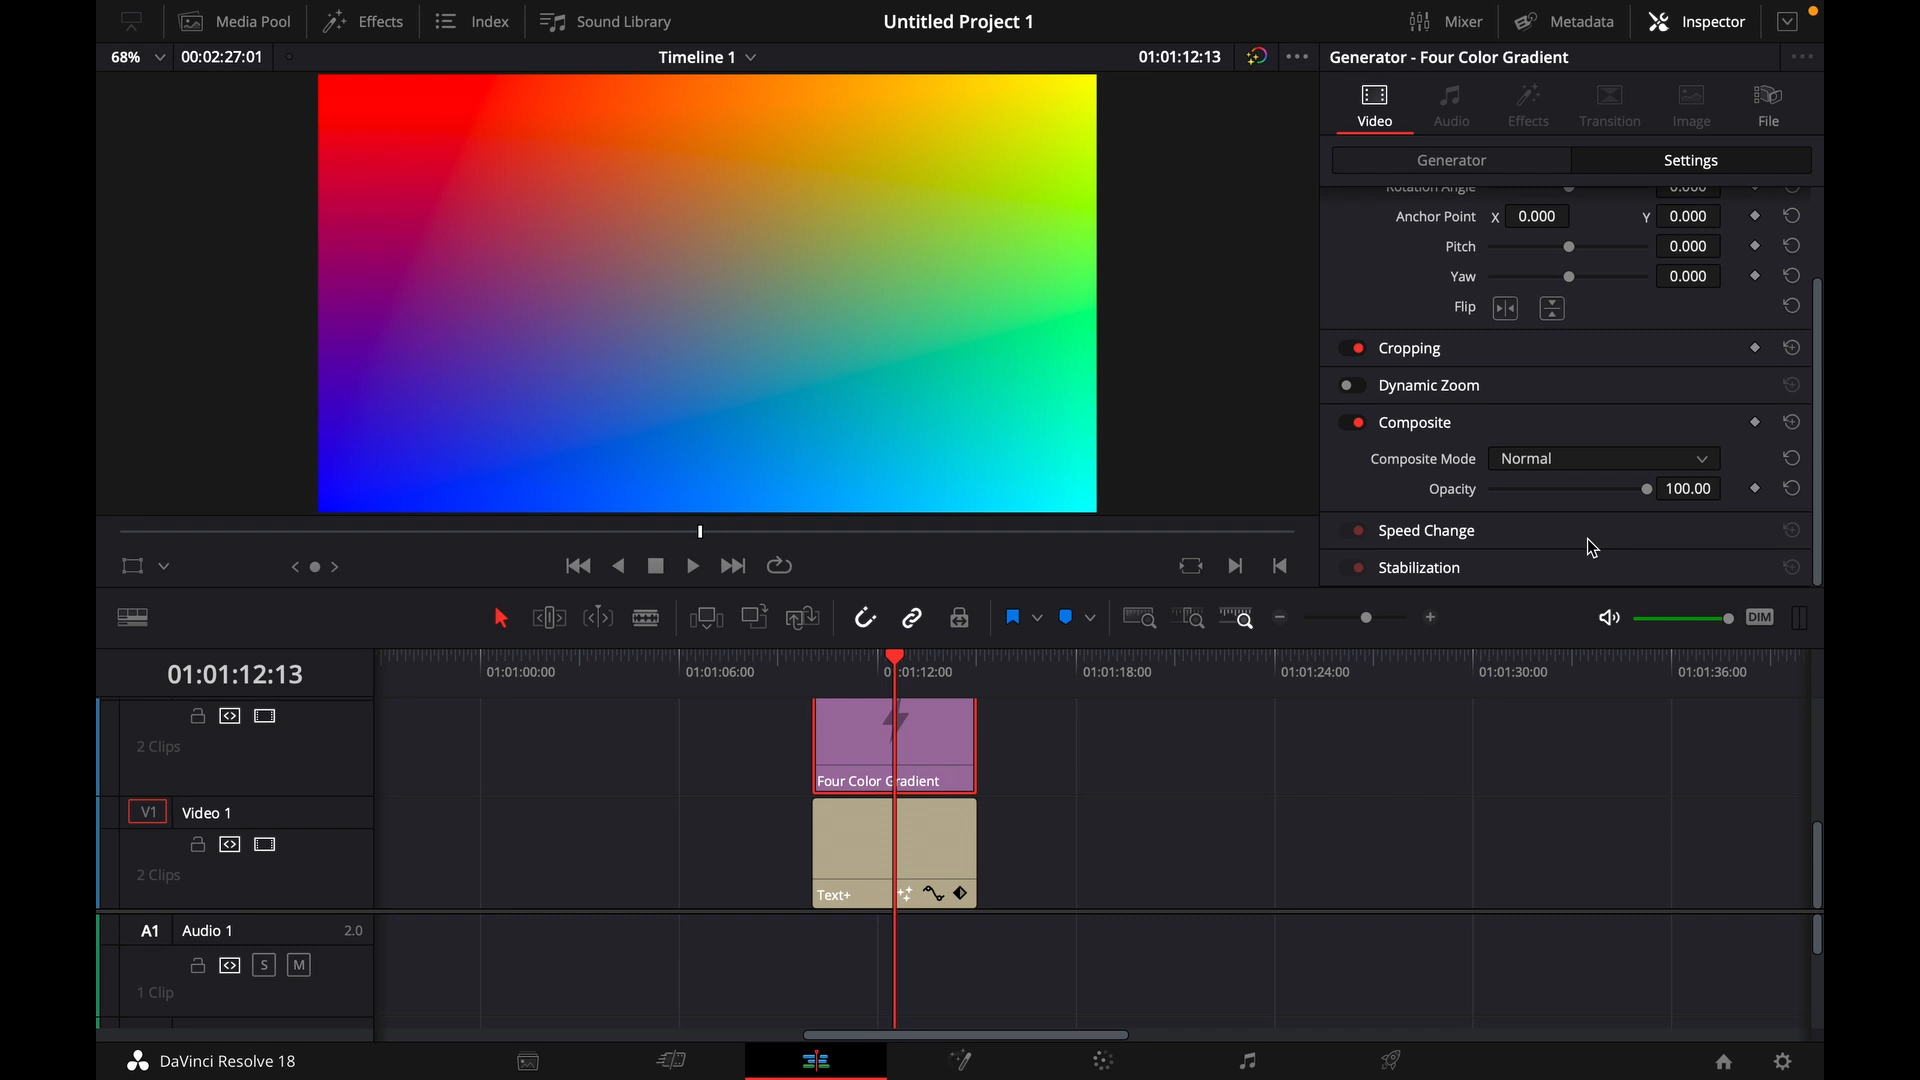 Media Pool
Effects
Index
Sound Library
Untitled Project 1
Mixer
Metadata
Inspector
68%
00:02:27:01
Timeline 1
01:01:12:13
Generator - Four Color Gradient
Video
Audio
Effects
Transition
Image
File
Generator
Settings
Rotation Angle 0.000
Anchor Point X 0.000 Y 0.000
Pitch 0.000
Yaw 0.000
Flip
Cropping
Dynamic Zoom
Composite
Composite Mode Normal
Opacity 100.00
Speed Change
Stabilization
DIM
01:01:12:13
01:01:00:00
01:01:06:00
01:01:18:00
01:01:24:00
01:01:30:00
01:01:36:00
2 Clips
Four Color Gradient
V1 Video 1
2 Clips
Text+
A1 Audio 1 2.0
S M
1 Clip
DaVinci Resolve 18